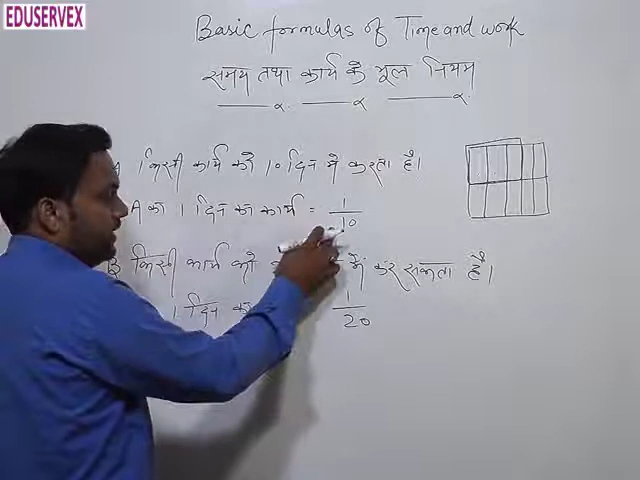 EDUSERVEX
Basic formulas of Time and work
समय तथा कार्य के मूल नियम
A किसी कार्य को 10 दिन मे करता है।
A का 1 दिन का कार्य = 1/10
B किसी कार्य को में कर सकता है।
1 दिन का 1/20